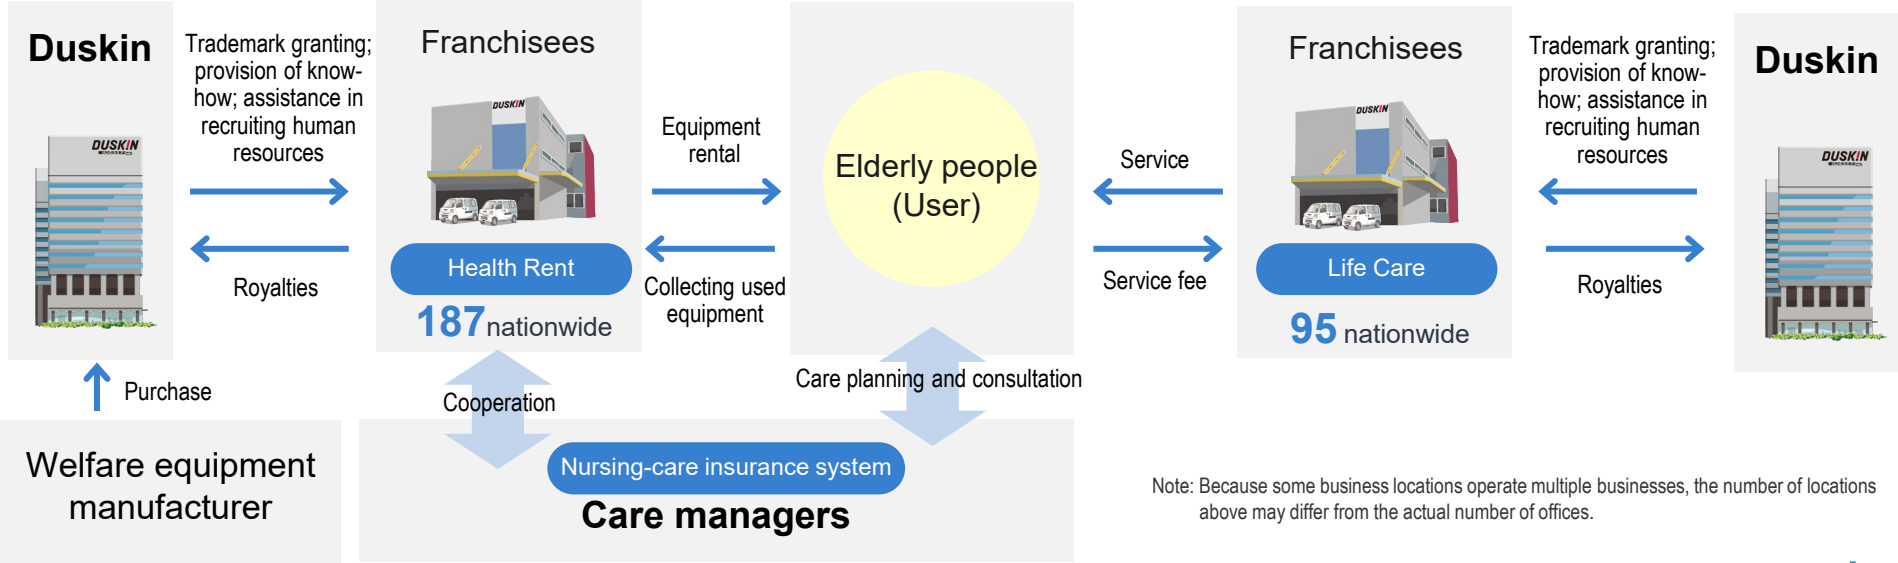 Duskin
DUSKIN
Trademark granting;
provision of know-
how; assistance in
recruiting human
resources
Royalties
Purchase
Welfare equipment
manufacturer
Franchisees
DUSKIN
Health Rent
187 nationwide
Cooperation
Equipment
rental
Collecting used
equipment
Elderly people
(User)
Care planning and consultation
Nursing-care insurance system
Care managers
Service
Service fee
Franchisees
DUSKIN
Life Care
95 nationwide
Trademark granting;
provision of know-
how; assistance in
recruiting human
resources
Royalties
Duskin
DUSKIN
Note: Because some business locations operate multiple businesses, the number of locations
above may differ from the actual number of offices.